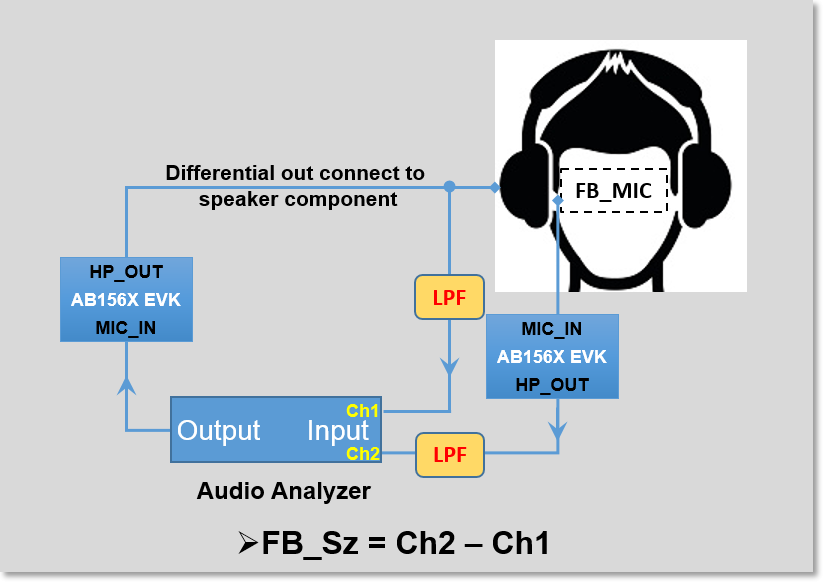 Differential out connect to
speaker component
FB_MIC
HP_OUT
AB156X EVK
MIC_IN
LPF
MIC_IN
AB156X EVK
HP_OUT
Ch1
Output Input
Ch2
LPF
Audio Analyzer
➢FB_Sz = Ch2 – Ch1